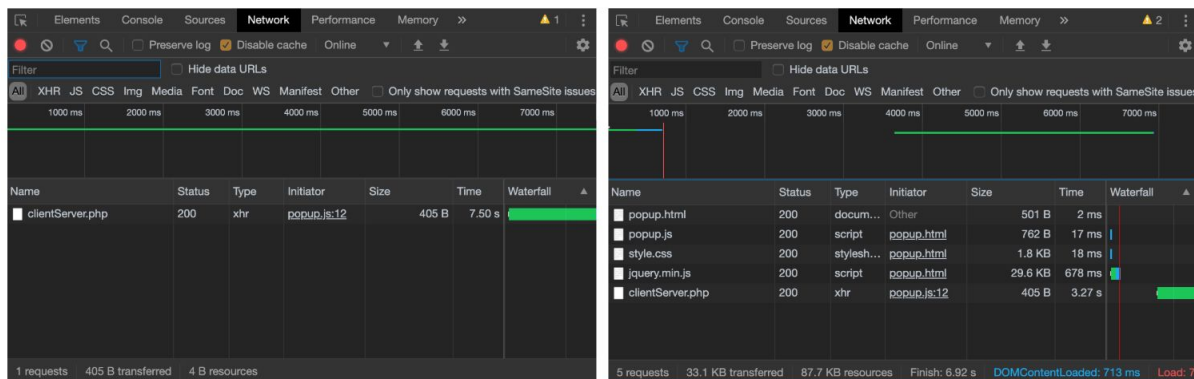 Elements Console Sources Network Performance Memory » 1
Preserve log Disable cache Online
Filter Hide data URLs
All XHR JS CSS Img Media Font Doc WS Manifest Other Only show requests with SameSite issues
1000 ms 2000 ms 3000 ms 4000 ms 5000 ms 6000 ms 7000 ms
Name Status Type Initiator Size Time Waterfall
clientServer.php 200 xhr popup.js:12 405 B 7.50 s
1 requests 405 B transferred 4 B resources
Elements Console Sources Network Performance Memory » 2
Preserve log Disable cache Online
Filter Hide data URLs
All XHR JS CSS Img Media Font Doc WS Manifest Other Only show requests with SameSite issues
1000 ms 2000 ms 3000 ms 4000 ms 5000 ms 6000 ms 7000 ms
Name Status Type Initiator Size Time Waterfall
popup.html 200 docum... Other 501 B 2 ms
popup.js 200 script popup.html 762 B 17 ms
style.css 200 stylesh... popup.html 1.8 KB 18 ms
jquery.min.js 200 script popup.html 29.6 KB 678 ms
clientServer.php 200 xhr popup.js:12 405 B 3.27 s
5 requests 33.1 KB transferred 87.7 KB resources Finish: 6.92 s DOMContentLoaded: 713 ms Load: 7